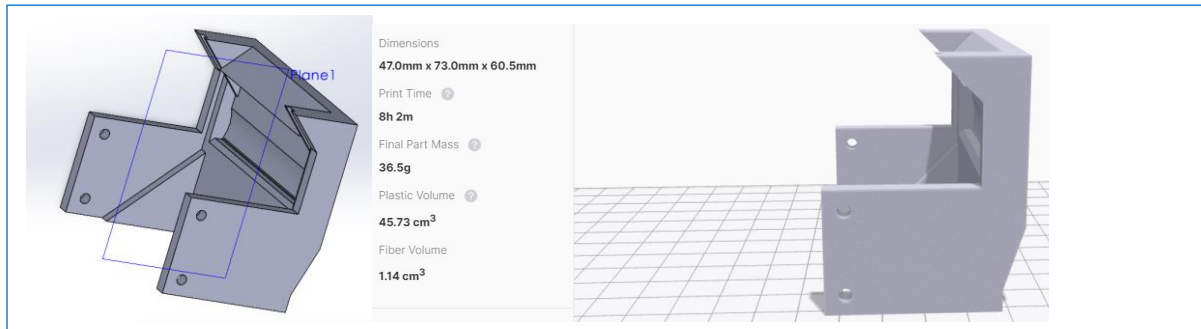 Plane1
Dimensions
47.0mm x 73.0mm x 60.5mm
Print Time ?
8h 2m
Final Part Mass ?
36.5g
Plastic Volume ?
45.73 cm³
Fiber Volume
1.14 cm³